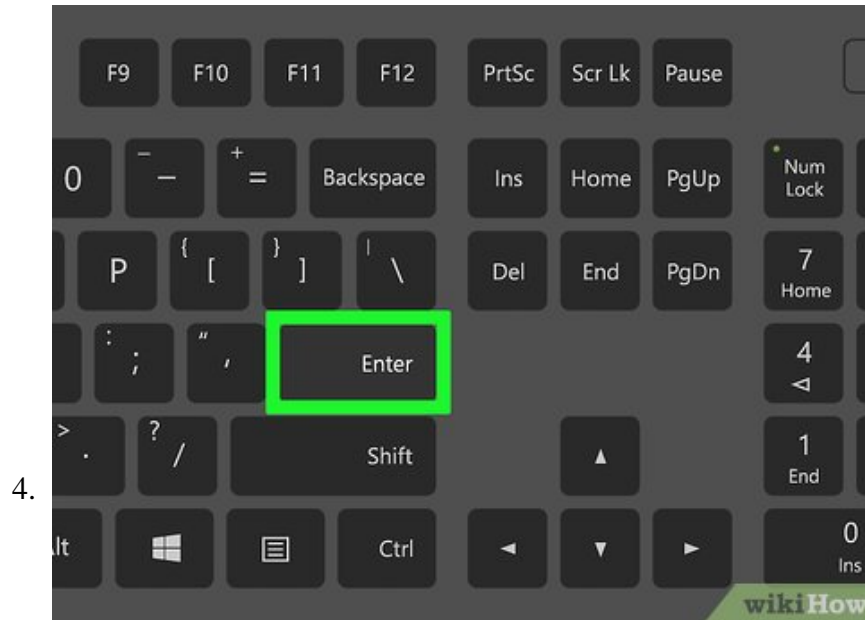 F9 F10 F11 F12 PrtSc Scr Lk Pause
0 _ - + = Backspace Ins Home PgUp Num Lock
P { [ } ] | \ Del End PgDn 7 Home
: ; " ' Enter 4
> . ? / Shift 1 End
4.
lt Ctrl 0 Ins
wikiHow